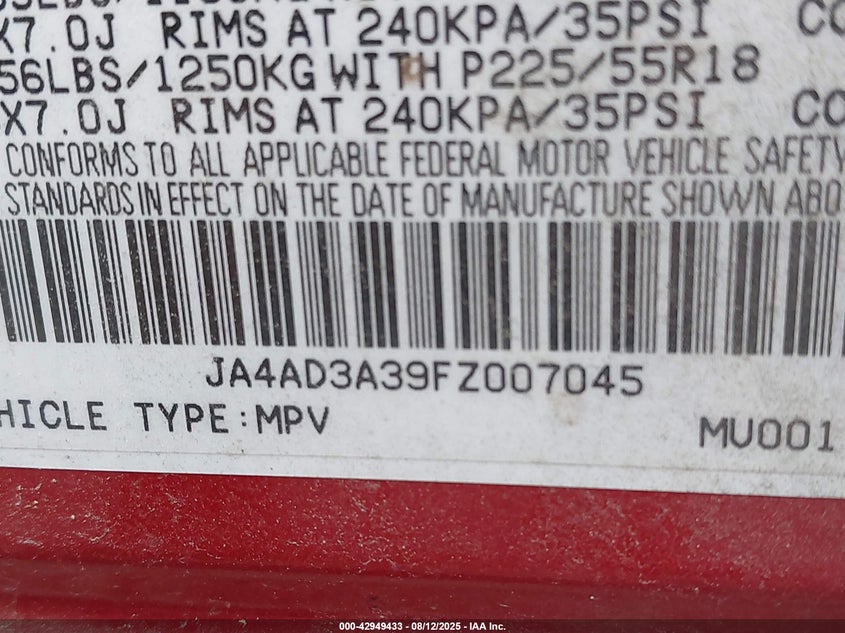 X7.0J RIMS AT 240KPA/35PSI CO
56LBS/1250KG WITH P225/55R18
X7.0J RIMS AT 240KPA/35PSI CO
CONFORMS TO ALL APPLICABLE FEDERAL MOTOR VEHICLE SAFETY
STANDARDS IN EFFECT ON THE DATE OF MANUFACTURE SHOWN ABO
JA4AD3A39FZ007045
HICLE TYPE:MPV MU001
000-42949433 - 08/12/2025 - IAA Inc.